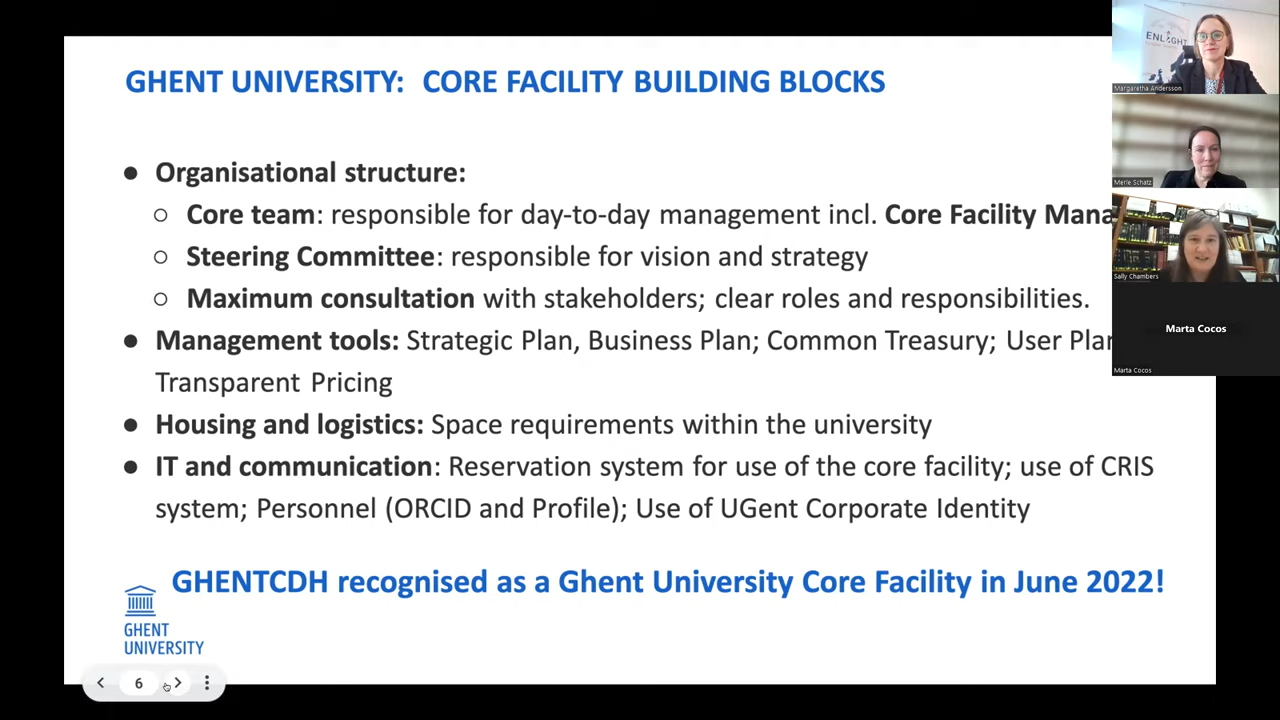 GHENT UNIVERSITY: CORE FACILITY BUILDING BLOCKS
● Organisational structure:
○ Core team: responsible for day-to-day management incl. Core Facility Mana
○ Steering Committee: responsible for vision and strategy
○ Maximum consultation with stakeholders; clear roles and responsibilities.
● Management tools: Strategic Plan, Business Plan; Common Treasury; User Plan
Transparent Pricing
● Housing and logistics: Space requirements within the university
● IT and communication: Reservation system for use of the core facility; use of CRIS
system; Personnel (ORCID and Profile); Use of UGent Corporate Identity
GHENTCDH recognised as a Ghent University Core Facility in June 2022!
GHENT
UNIVERSITY
6
ENLIGHT
Margaretha Andersson
Merle Schatz
Sally Chambers
Marta Cocos
Marta Cocos